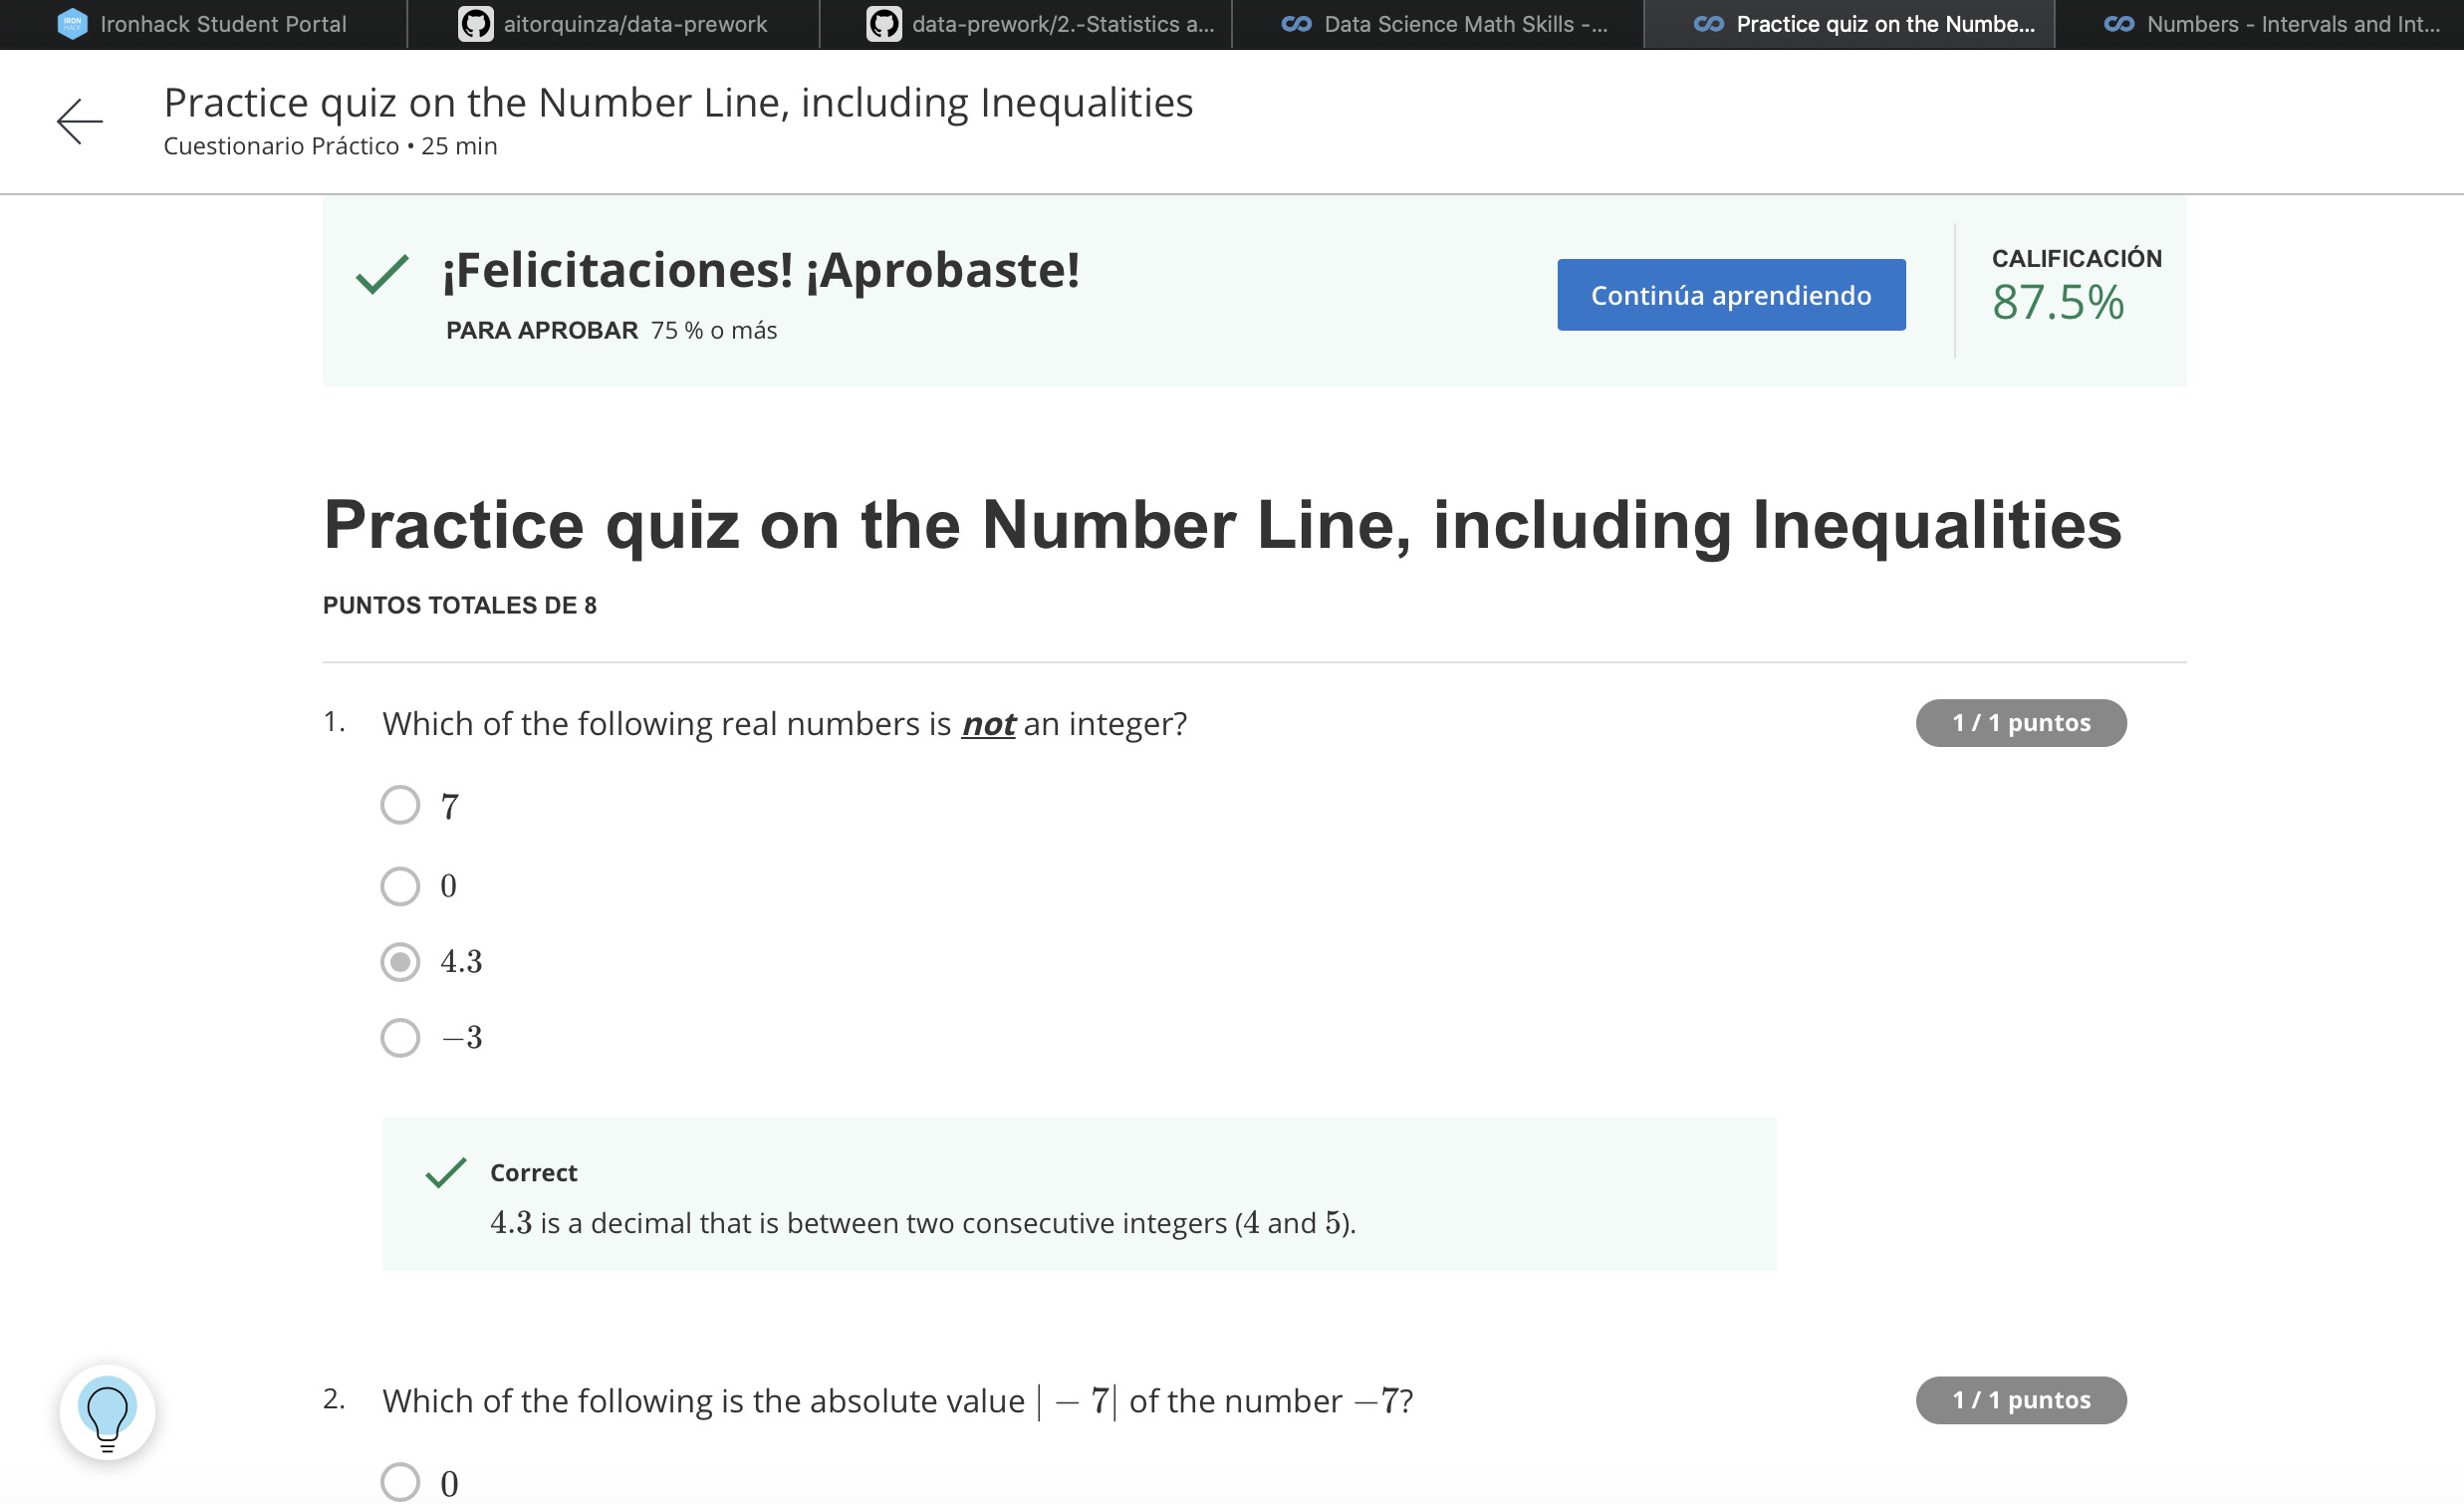 Ironhack Student Portal
aitorquinza/data-prework
data-prework/2.-Statistics a...
Data Science Math Skills -...
Practice quiz on the Numbe...
Numbers - Intervals and Int...
Practice quiz on the Number Line, including Inequalities
Cuestionario Práctico • 25 min
¡Felicitaciones! ¡Aprobaste!
PARA APROBAR 75 % o más
Continúa aprendiendo
CALIFICACIÓN
87.5%
Practice quiz on the Number Line, including Inequalities
PUNTOS TOTALES DE 8
1. Which of the following real numbers is not an integer?
1 / 1 puntos
7
0
4.3
−3
Correct
4.3 is a decimal that is between two consecutive integers (4 and 5).
2. Which of the following is the absolute value | − 7| of the number −7?
1 / 1 puntos
0